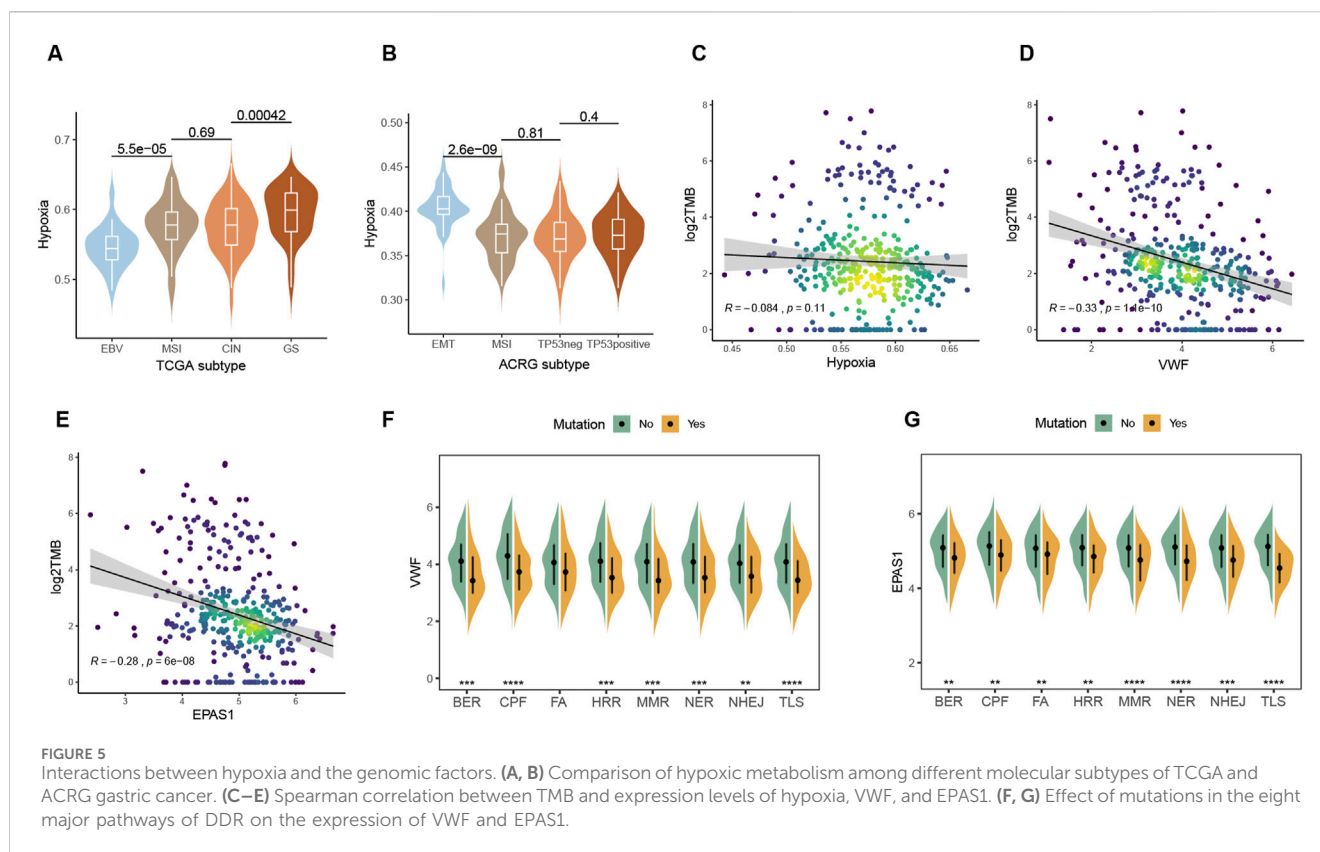 A
Hypoxia
0.7
0.6
0.5
5.5e−05
0.69
0.00042
EBV MSI CIN GS
TCGA subtype
B
Hypoxia
0.50
0.45
0.40
0.35
0.30
2.6e−09
0.81
0.4
EMT MSI TP53neg TP53positive
ACRG subtype
C
log2TMB
8
6
4
2
0
R = −0.084 , p = 0.11
0.45 0.50 0.55 0.60 0.65
Hypoxia
D
log2TMB
8
6
4
2
0
R = −0.33 , p = 1.1e−10
2 4 6
VWF
E
log2TMB
8
6
4
2
0
R = −0.28 , p = 6e−08
3 4 5 6
EPAS1
F
Mutation No Yes
VWF
6
4
2
0
*** **** *** *** *** ** ****
BER CPF FA HRR MMR NER NHEJ TLS
G
Mutation No Yes
EPAS1
6
4
2
** ** ** ** **** **** *** ****
BER CPF FA HRR MMR NER NHEJ TLS
FIGURE 5
Interactions between hypoxia and the genomic factors. (A, B) Comparison of hypoxic metabolism among different molecular subtypes of TCGA and
ACRG gastric cancer. (C–E) Spearman correlation between TMB and expression levels of hypoxia, VWF, and EPAS1. (F, G) Effect of mutations in the eight
major pathways of DDR on the expression of VWF and EPAS1.